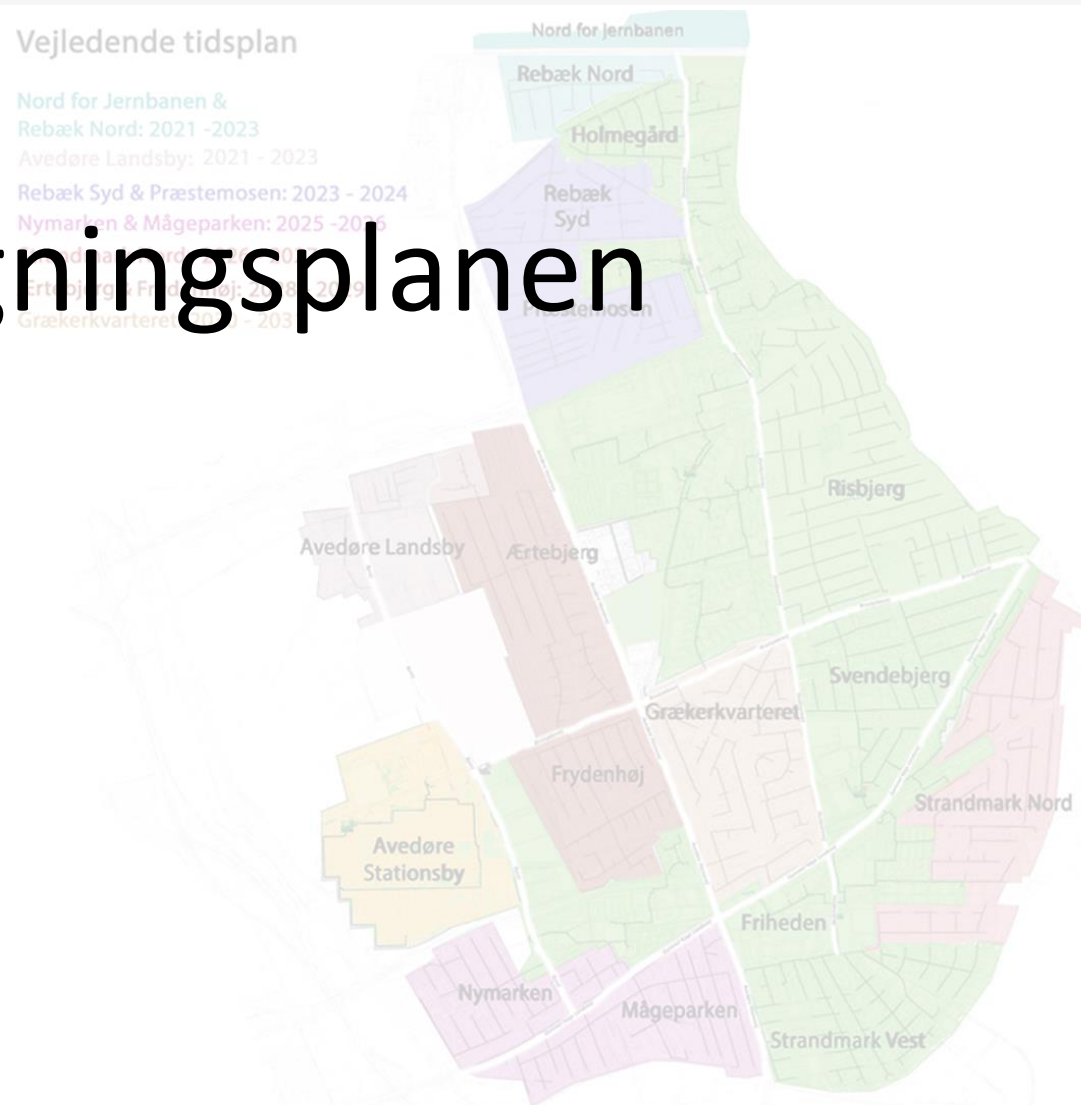 Vejledende tidsplan
Nord for Jernbanen &
Rebæk Nord: 2021 -2023
Avedøre Landsby: 2021 - 2023
Rebæk Syd & Præstemosen: 2023 - 2024
Nymarken & Mågeparken: 2025 -2026
gningsplanen
Nord for jernbanen
Rebæk Nord
Holmegård
Rebæk
Syd
Præstemosen
Risbjerg
Avedøre Landsby
Ærtebjerg
Svendebjerg
Grækerkvarteret
Frydenhøj
Strandmark Nord
Avedøre
Stationsby
Friheden
Nymarken
Mågeparken
Strandmark Vest